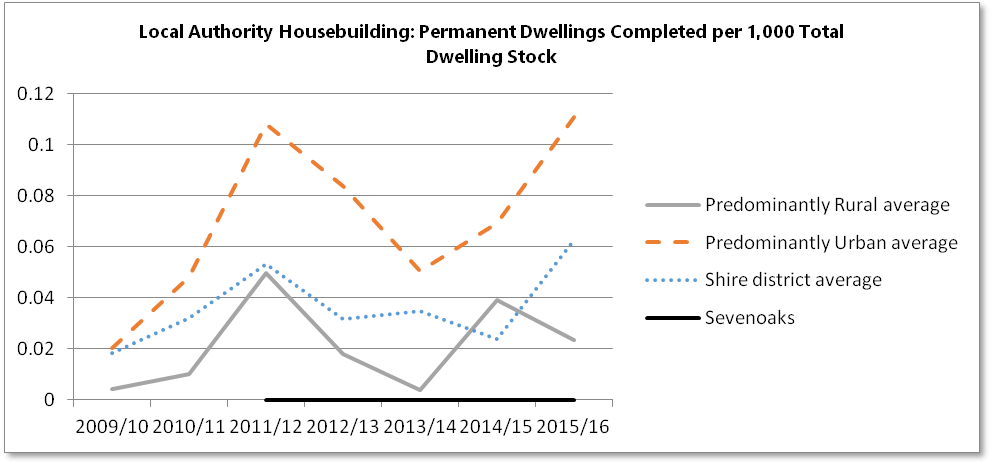 Local Authority Housebuilding: Permanent Dwellings Completed per 1,000 Total
Dwelling Stock
0.12
0.1
0.08
0.06
0.04
0.02
0
2009/10 2010/11 2011/12 2012/13 2013/14 2014/15 2015/16
Predominantly Rural average
Predominantly Urban average
Shire district average
Sevenoaks